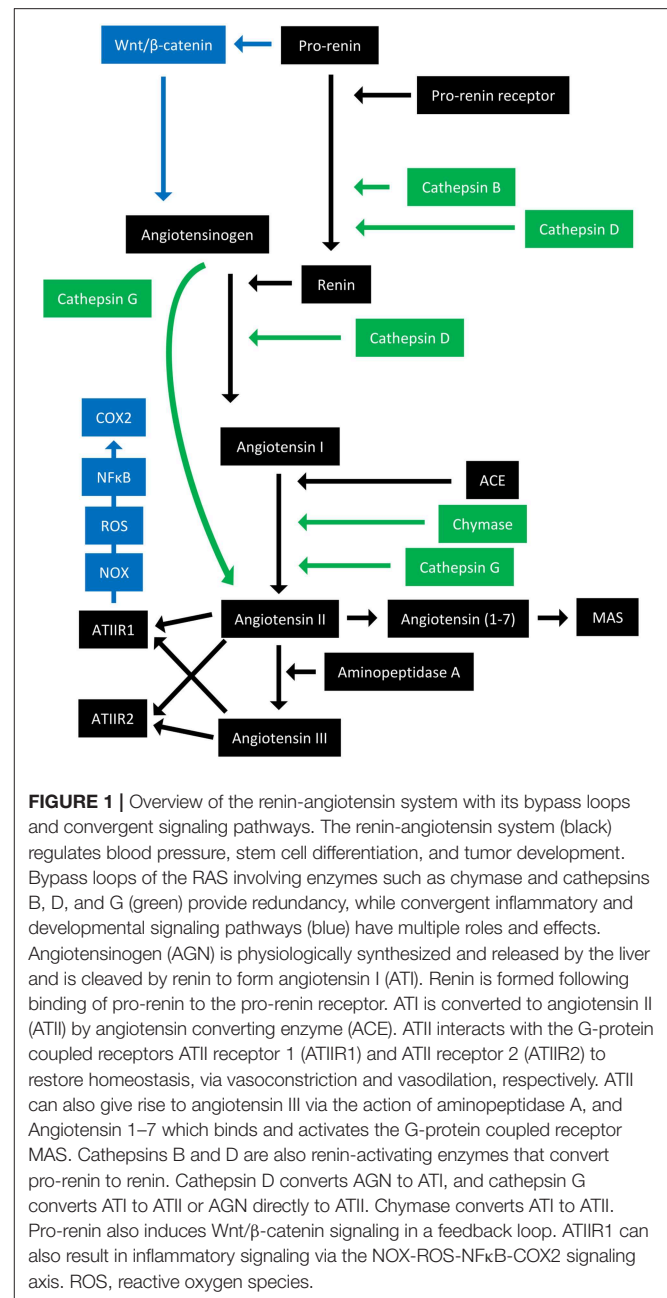 Wnt/β-catenin
Pro-renin
Pro-renin receptor
Cathepsin B
Cathepsin D
Angiotensinogen
Cathepsin G
Renin
Cathepsin D
COX2
Angiotensin I
NFκB
ACE
ROS
Chymase
NOX
Cathepsin G
ATIIR1
Angiotensin II
Angiotensin (1-7)
MAS
Aminopeptidase A
ATIIR2
Angiotensin III
FIGURE 1 | Overview of the renin-angiotensin system with its bypass loops
and convergent signaling pathways. The renin-angiotensin system (black)
regulates blood pressure, stem cell differentiation, and tumor development.
Bypass loops of the RAS involving enzymes such as chymase and cathepsins
B, D, and G (green) provide redundancy, while convergent inflammatory and
developmental signaling pathways (blue) have multiple roles and effects.
Angiotensinogen (AGN) is physiologically synthesized and released by the liver
and is cleaved by renin to form angiotensin I (ATI). Renin is formed following
binding of pro-renin to the pro-renin receptor. ATI is converted to angiotensin II
(ATII) by angiotensin converting enzyme (ACE). ATII interacts with the G-protein
coupled receptors ATII receptor 1 (ATIIR1) and ATII receptor 2 (ATIIR2) to
restore homeostasis, via vasoconstriction and vasodilation, respectively. ATII
can also give rise to angiotensin III via the action of aminopeptidase A, and
Angiotensin 1–7 which binds and activates the G-protein coupled receptor
MAS. Cathepsins B and D are also renin-activating enzymes that convert
pro-renin to renin. Cathepsin D converts AGN to ATI, and cathepsin G
converts ATI to ATII or AGN directly to ATII. Chymase converts ATI to ATII.
Pro-renin also induces Wnt/β-catenin signaling in a feedback loop. ATIIR1 can
also result in inflammatory signaling via the NOX-ROS-NFκB-COX2 signaling
axis. ROS, reactive oxygen species.